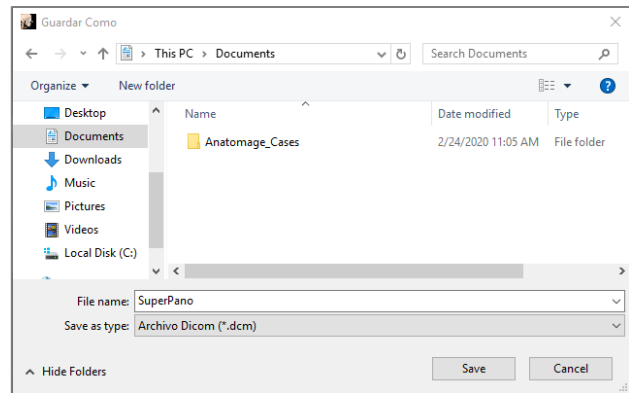 Guardar Como
This PC > Documents
Search Documents
Organize
New folder
?
Desktop
Documents
Downloads
Music
Pictures
Videos
Local Disk (C:)
Name
Date modified
Type
Anatomage_Cases
2/24/2020 11:05 AM
File folder
File name: SuperPano
Save as type: Archivo Dicom (*.dcm)
Hide Folders
Save
Cancel